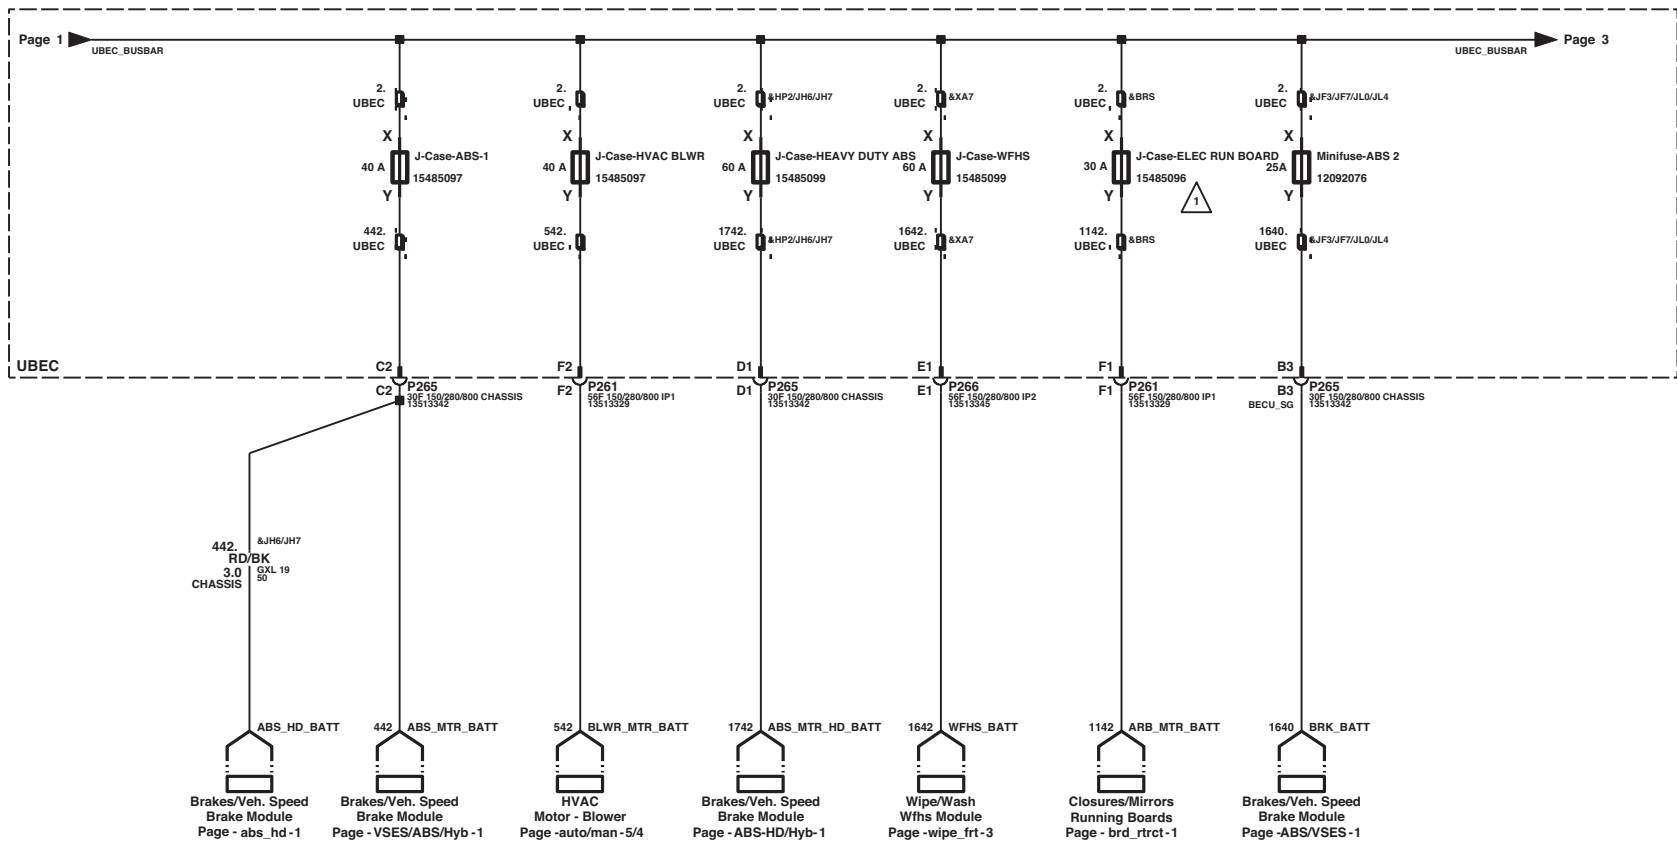 Page 1
UBEC_BUSBAR
UBEC_BUSBAR
Page 3
2.
UBEC
2.
UBEC
2.
UBEC
&HP2/JH6/JH7
2.
UBEC
&XA7
2.
UBEC
&BRS
2.
UBEC
&JF3/JF7/JL0/JL4
X
40 A
J-Case-ABS-1
15485097
Y
X
40 A
J-Case-HVAC BLWR
15485097
Y
X
60 A
J-Case-HEAVY DUTY ABS
15485099
Y
X
60 A
J-Case-WFHS
15485099
Y
X
30 A
J-Case-ELEC RUN BOARD
15485096
Y
1
X
25A
Minifuse-ABS 2
12092076
Y
442.
UBEC
542.
UBEC
1742.
UBEC
&HP2/JH6/JH7
1642.
UBEC
&XA7
1142.
UBEC
&BRS
1640.
UBEC
&JF3/JF7/JL0/JL4
UBEC
C2
C2
P265
30F 150/280/800 CHASSIS
13513342
F2
F2
P261
56F 150/280/800 IP1
13513329
D1
D1
P265
30F 150/280/800 CHASSIS
13513342
E1
E1
P266
56F 150/280/800 IP2
13513345
F1
F1
P261
56F 150/280/800 IP1
13513329
B3
B3
BECU_SG
P265
30F 150/280/800 CHASSIS
13513342
442.
&JH6/JH7
RD/BK
3.0
GXL 19
50
CHASSIS
ABS_HD_BATT
442 ABS_MTR_BATT
542 BLWR_MTR_BATT
1742 ABS_MTR_HD_BATT
1642 WFHS_BATT
1142 ARB_MTR_BATT
1640 BRK_BATT
Brakes/Veh. Speed
Brake Module
Page - abs_hd -1
Brakes/Veh. Speed
Brake Module
Page - VSES/ABS/Hyb -1
HVAC
Motor - Blower
Page -auto/man - 5/4
Brakes/Veh. Speed
Brake Module
Page - ABS-HD/Hyb- 1
Wipe/Wash
Wfhs Module
Page -wipe_frt - 3
Closures/Mirrors
Running Boards
Page - brd_rtrct - 1
Brakes/Veh. Speed
Brake Module
Page -ABS/VSES - 1